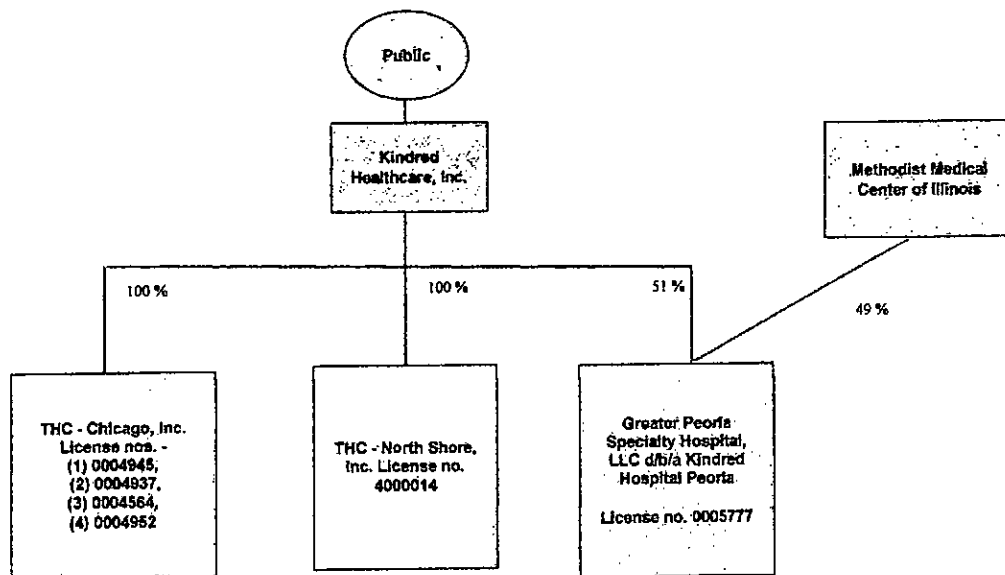 Public
Kindred
Healthcare, Inc.
Methodist Medical
Center of Illinois
100 %
100 %
51 %
49 %
THC - Chicago, Inc.
License nos. -
(1) 0004945,
(2) 0004937,
(3) 0004564,
(4) 0004952
THC - North Shore,
Inc. License no.
4000014
Greater Peoria
Specialty Hospital,
LLC d/b/a Kindred
Hospital Peoria
License no. 0005777